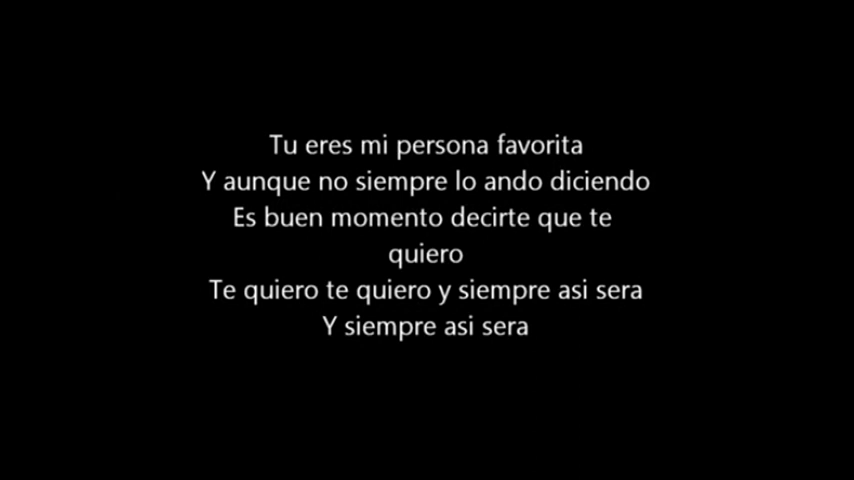 Tu eres mi persona favorita
Y aunque no siempre lo ando diciendo
Es buen momento decirte que te
quiero
Te quiero te quiero y siempre asi sera
Y siempre asi sera